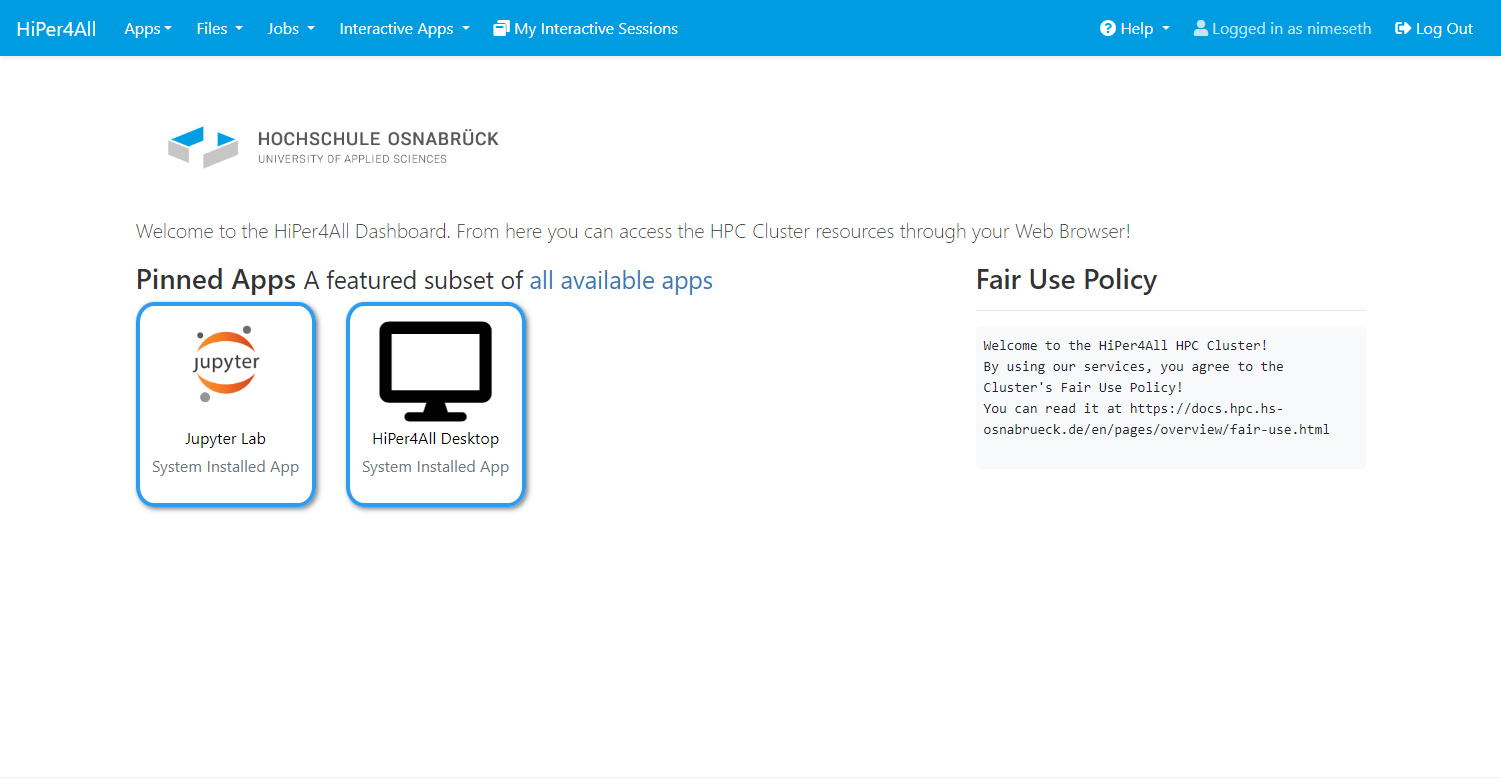 HiPer4All Apps Files Jobs Interactive Apps My Interactive Sessions Help Logged in as nimeseth Log Out
HOCHSCHULE OSNABRÜCK
UNIVERSITY OF APPLIED SCIENCES
Welcome to the HiPer4All Dashboard. From here you can access the HPC Cluster resources through your Web Browser!
Pinned Apps A featured subset of all available apps
jupyter
Jupyter Lab
System Installed App
HiPer4All Desktop
System Installed App
Fair Use Policy
Welcome to the HiPer4All HPC Cluster!
By using our services, you agree to the
Cluster's Fair Use Policy!
You can read it at https://docs.hpc.hs-
osnabrueck.de/en/pages/overview/fair-use.html